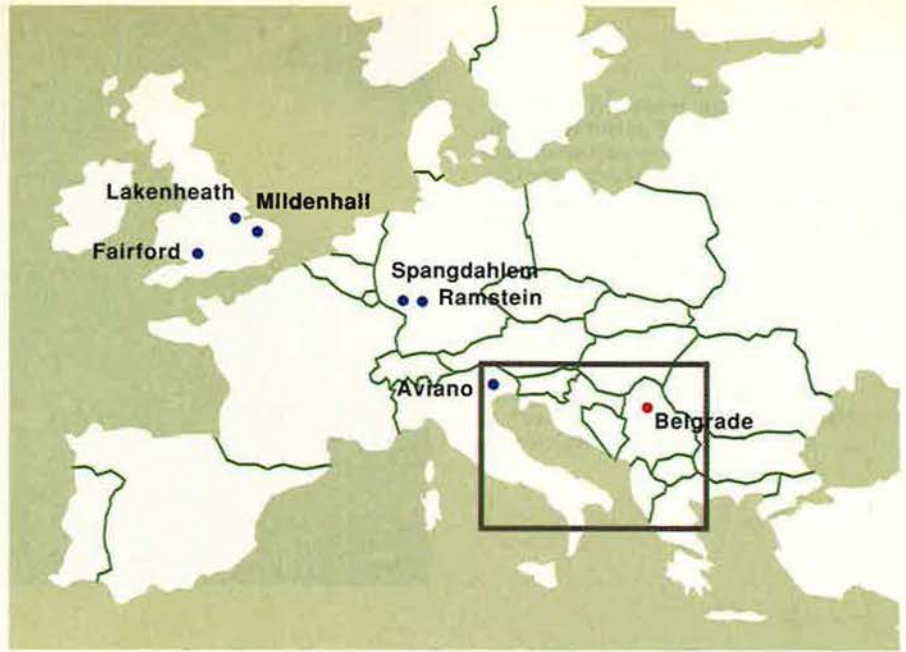 Lakenheath
Mildenhall
Fairford
Spangdahlem
Ramstein
Aviano
Belgrade